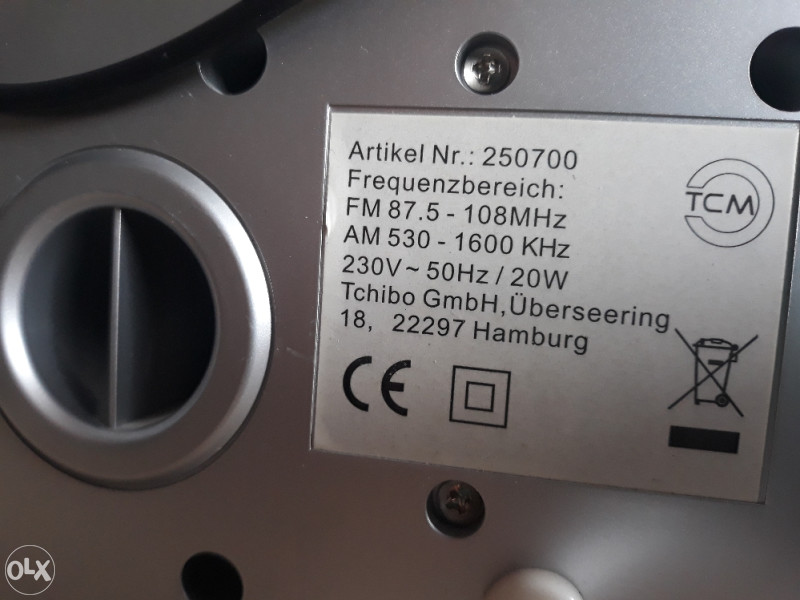 Artikel Nr.: 250700
Frequenzbereich:
FM 87.5 - 108MHz
AM 530 - 1600 KHz
230V ~ 50Hz / 20W
Tchibo GmbH, Überseering
18, 22297 Hamburg
TCM
CE
OLX